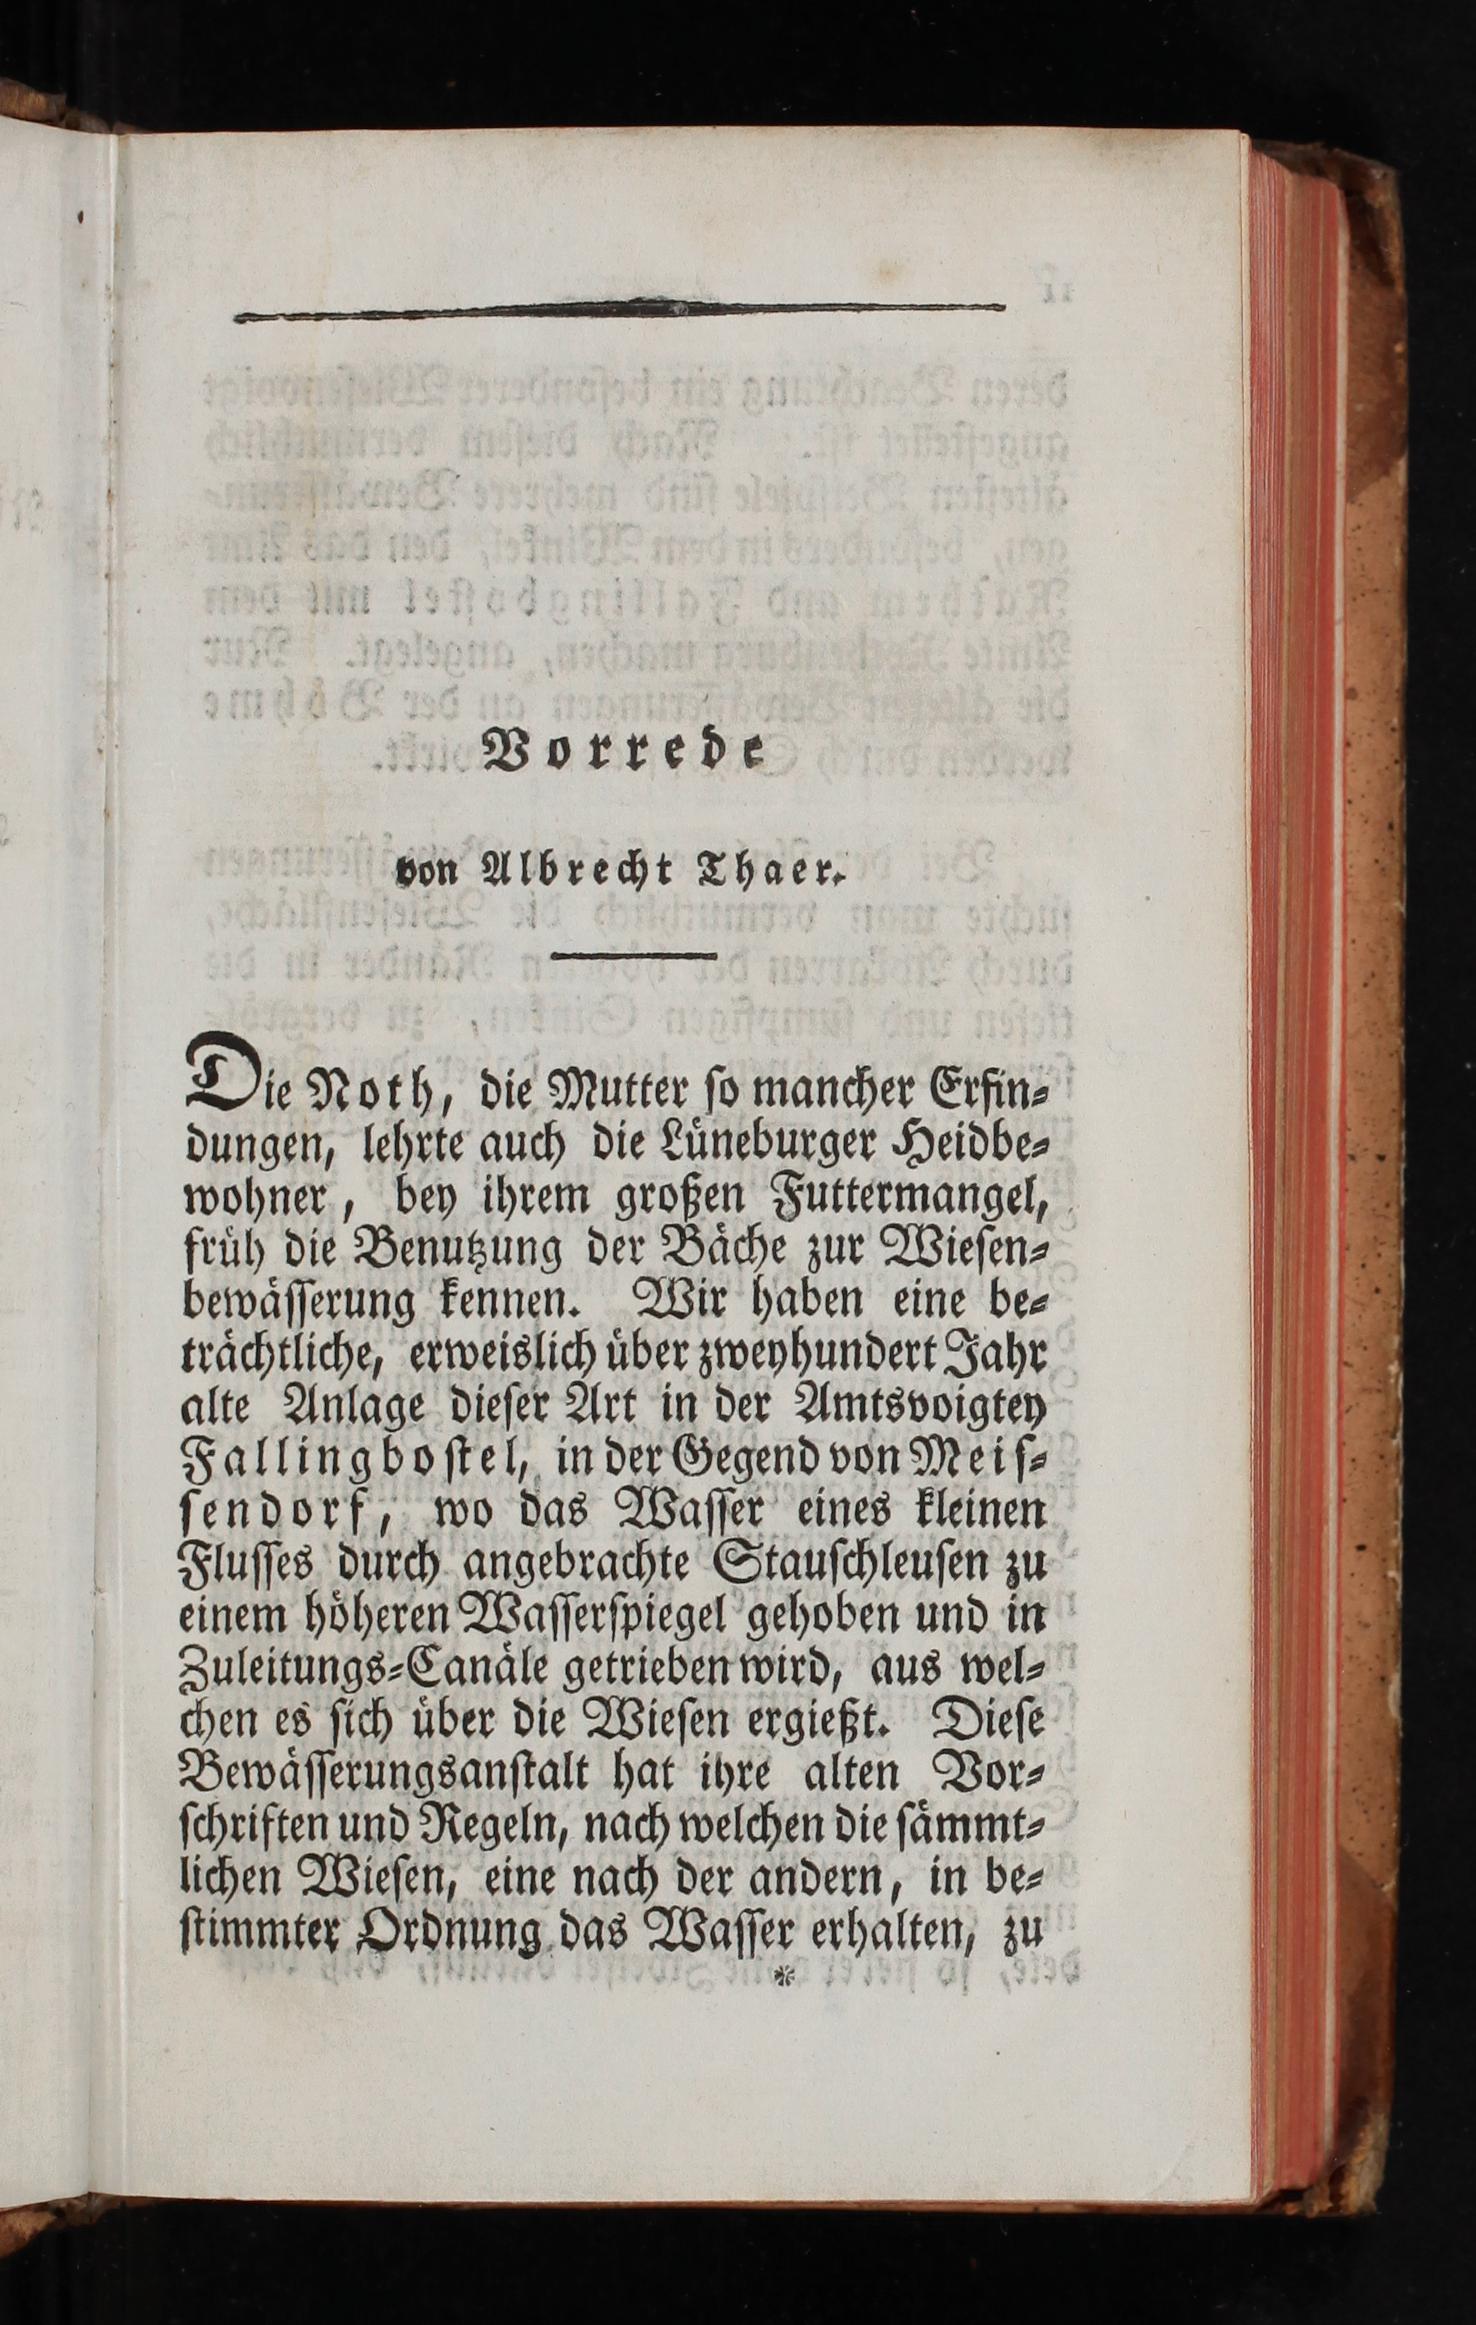 Vorrede
von Albrecht Thaer.
Die Noth, die Mutter ſo mancher Erfin⸗
dungen, lehrte auch die Lüneburger Heidbe⸗
wohner, bey ihrem großen Futtermangel,
früh die Benutzung der Bäche zur Wieſen⸗
bewäſſerung kennen. Wir haben eine be⸗
trächtliche, erweislich über zweyhundert Jahr
alte Anlage dieſer Art in der Amtsvoigtey
Fallingboſtel, in der Gegend von Meiſ⸗
ſendorf, wo das Waſſer eines kleinen
Fluſſes durch angebrachte Stauſchleuſen zu
einem höheren Waſſerſpiegel gehoben und in
Zuleitungs⸗Canäle getrieben wird, aus wel⸗
chen es ſich über die Wieſen ergießt. Dieſe
Bewäſſerungsanſtalt hat ihre alten Vor⸗
ſchriften und Regeln, nach welchen die ſämmt⸗
lichen Wieſen, eine nach der andern, in be⸗
ſtimmter Ordnung das Waſſer erhalten, zu
*